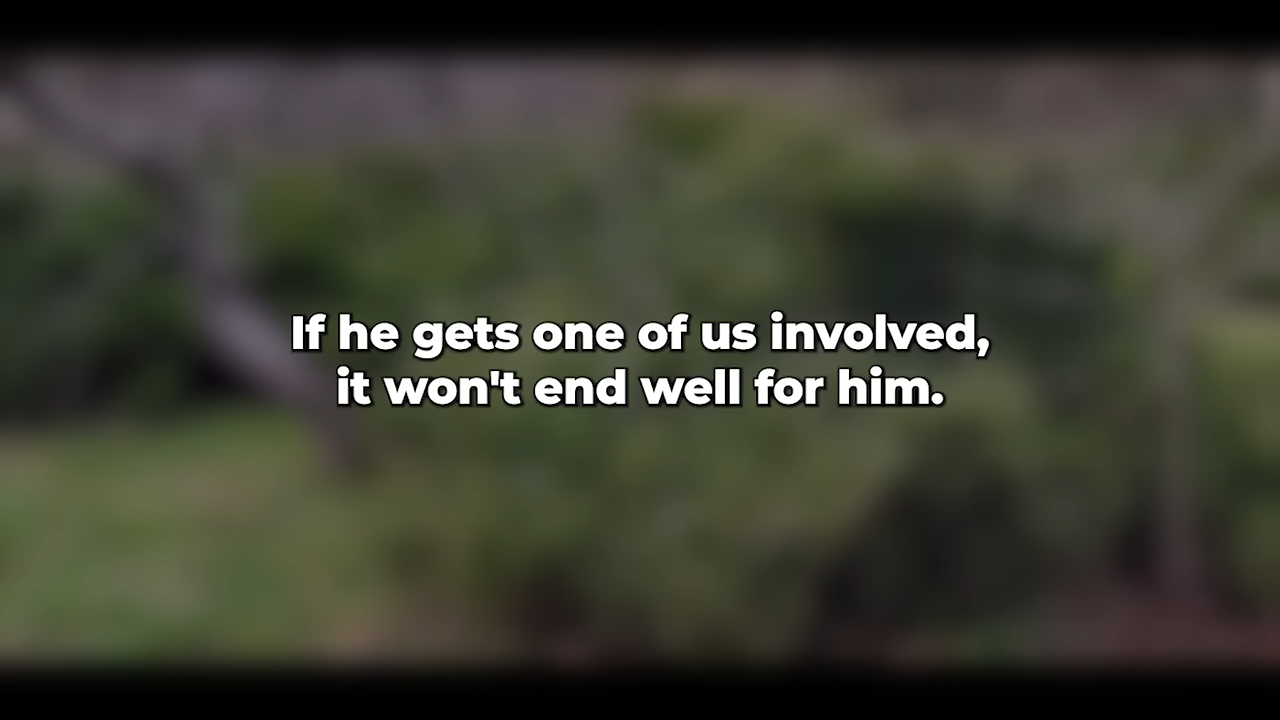 If he gets one of us involved,
it won't end well for him.